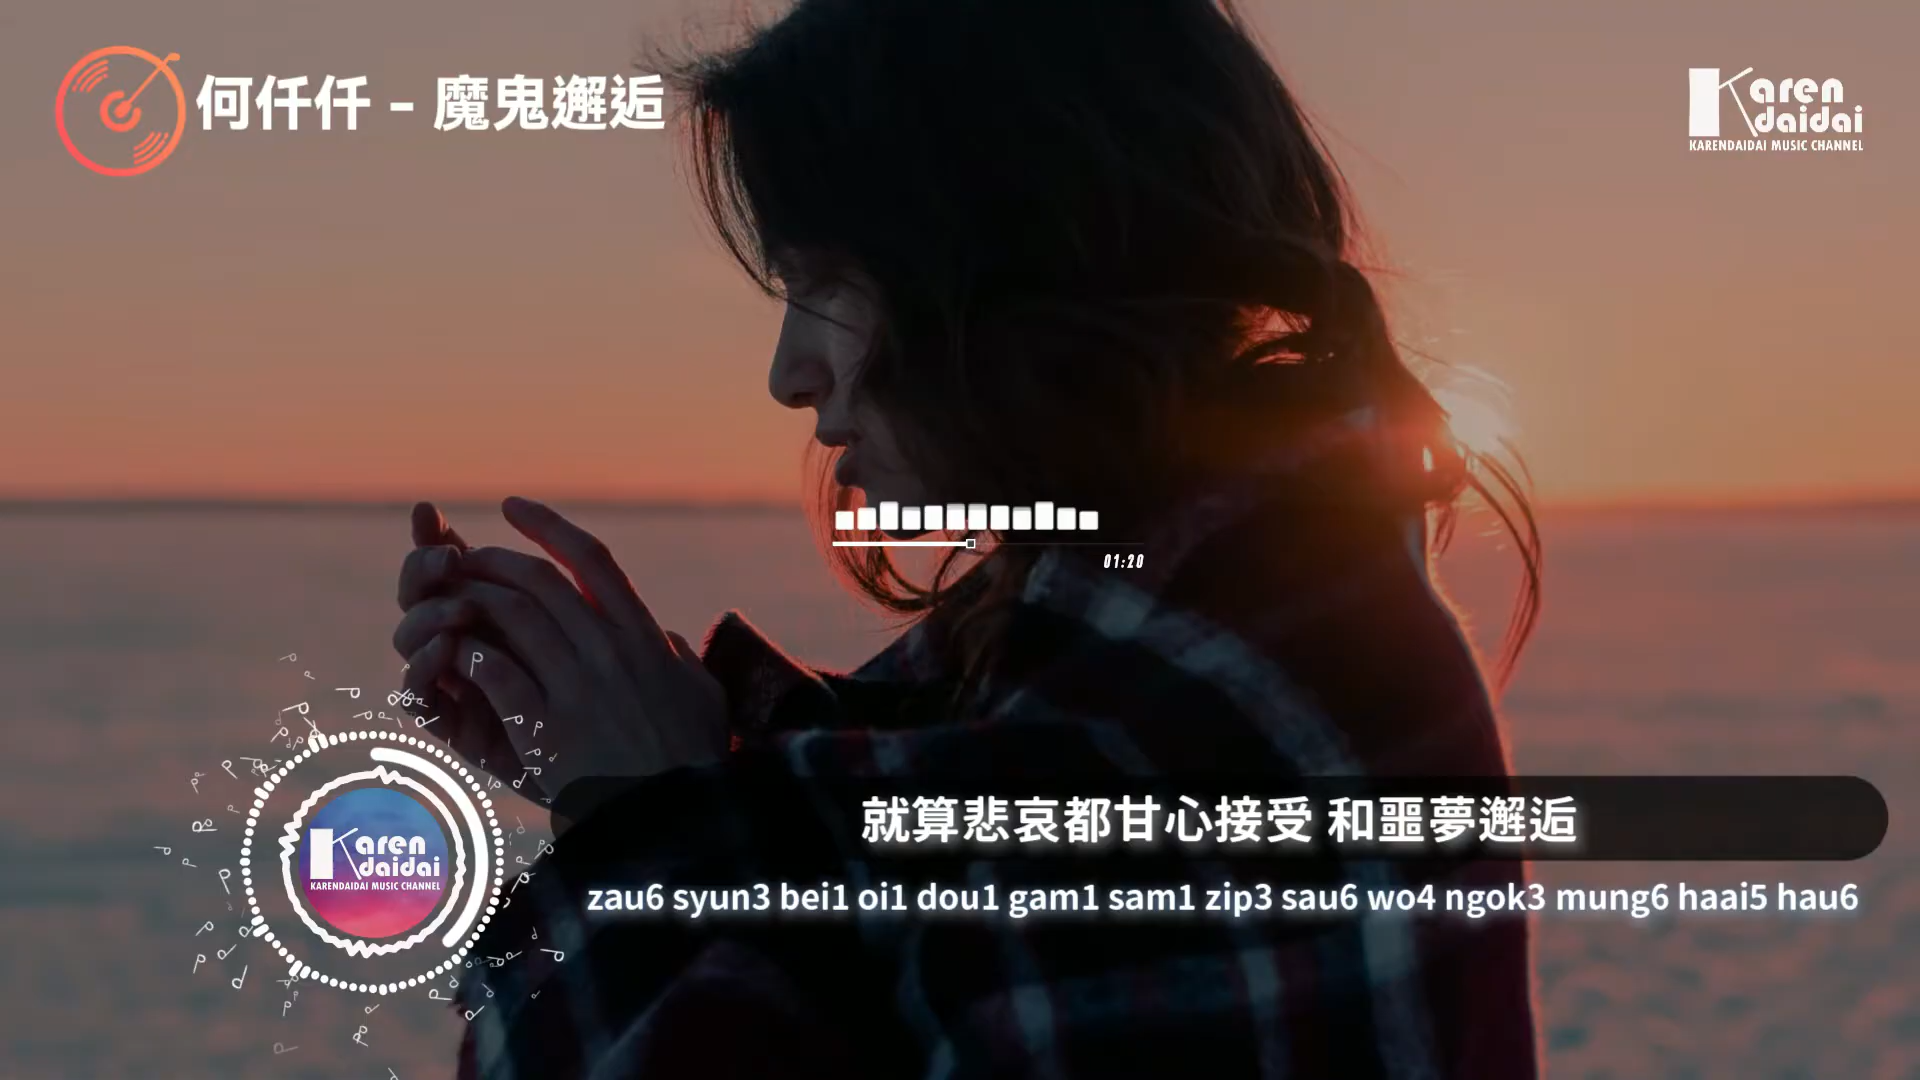 何仟仟 – 魔鬼邂逅
Karen
daidai
KARENDAIDAI MUSIC CHANNEL
01:20
就算悲哀都甘心接受 和噩夢邂逅
zau6 syun3 bei1 oi1 dou1 gam1 sam1 zip3 sau6 wo4 ngok3 mung6 haai5 hau6
Karen
daidai
KARENDAIDAI MUSIC CHANNEL